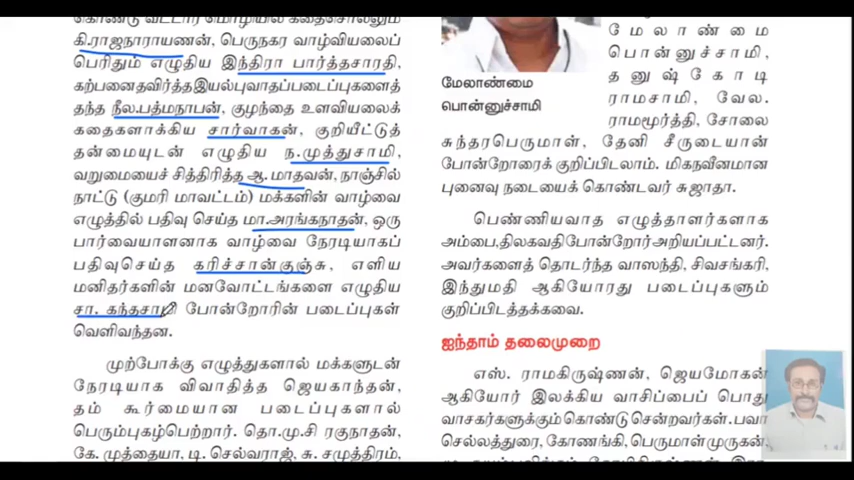 கொண்டு வட்டார மொழியில் கதைசொல்லும்
கி.ராஜநாராயணன், பெருநகர வாழ்வியலைப்
பெரிதும் எழுதிய இந்திரா பார்த்தசாரதி,
கற்பனைதவிர்த்தஇயல்புவாதப்படைப்புகளைத்
தந்த நீல.பத்மநாபன், குழந்தை உளவியலைக்
கதைகளாக்கிய சார்வாகன், குறியீட்டுத்
தன்மையுடன் எழுதிய ந.முத்துசாமி,
வறுமையைச் சித்திரித்த ஆ.மாதவன், நாஞ்சில்
நாட்டு (குமரி மாவட்டம்) மக்களின் வாழ்வை
எழுத்தில் பதிவு செய்த மா.அரங்கநாதன், ஒரு
பார்வையாளனாக வாழ்வை நேரடியாகப்
பதிவுசெய்த கரிச்சான்குஞ்சு, எளிய
மனிதர்களின் மனவோட்டங்களை எழுதிய
சா. கந்தசாமி போன்றோரின் படைப்புகள்
வெளிவந்தன.
முற்போக்கு எழுத்துகளால் மக்களுடன்
நேரடியாக விவாதித்த ஜெயகாந்தன்,
தம் கூர்மையான படைப்புகளால்
பெரும்புகழ்பெற்றார். தொ.மு.சி ரகுநாதன்,
கே. முத்தையா, டி. செல்வராஜ், சு. சமுத்திரம்,
மேலாண்மை
பொன்னுச்சாமி
மேலாண்மை
பொன்னுச்சாமி,
தனுஷ்கோடி
ராமசாமி, வேல.
ராமமூர்த்தி, சோலை
சுந்தரபெருமாள், தேனி சீருடையான்
போன்றோரைக் குறிப்பிடலாம். மிகநவீனமான
புனைவு நடையைக் கொண்டவர் சுஜாதா.
பெண்ணியவாத எழுத்தாளர்களாக
அம்பை,திலகவதிபோன்றோர்அறியப்பட்டனர்.
அவர்களைத் தொடர்ந்த வாஸந்தி, சிவசங்கரி,
இந்துமதி ஆகியோரது படைப்புகளும்
குறிப்பிடத்தக்கவை.
ஐந்தாம் தலைமுறை
எஸ். ராமகிருஷ்ணன், ஜெயமோகன்
ஆகியோர் இலக்கிய வாசிப்பைப் பொது
வாசகர்களுக்கும்கொண்டுசென்றவர்கள். பவா
செல்லத்துரை, கோணங்கி, பெருமாள்முருகன்,